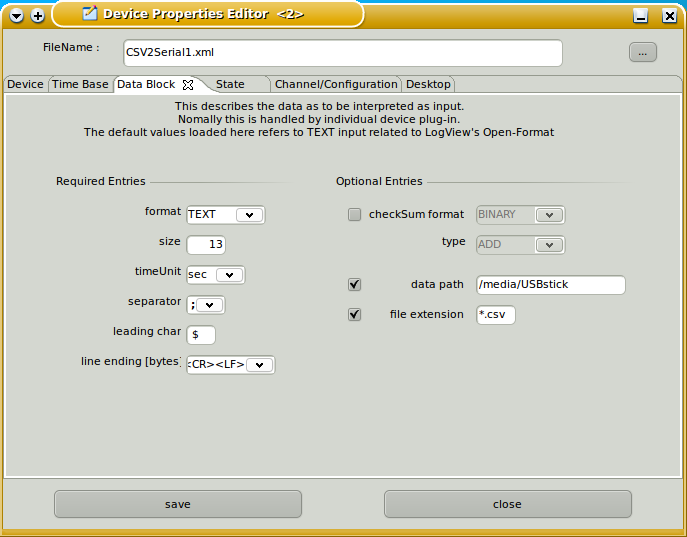 Device Properties Editor <2>
FileName :
CSV2Serial1.xml
...
Device Time Base Data Block State Channel/Configuration Desktop
This describes the data as to be interpreted as input.
Nomally this is handled by individual device plug-in.
The default values loaded here refers to TEXT input related to LogView's Open-Format
Required Entries
format TEXT
size 13
timeUnit sec
separator ;
leading char $
line ending [bytes] <CR><LF>
Optional Entries
checkSum format BINARY
type ADD
data path /media/USBstick
file extension *.csv
save
close